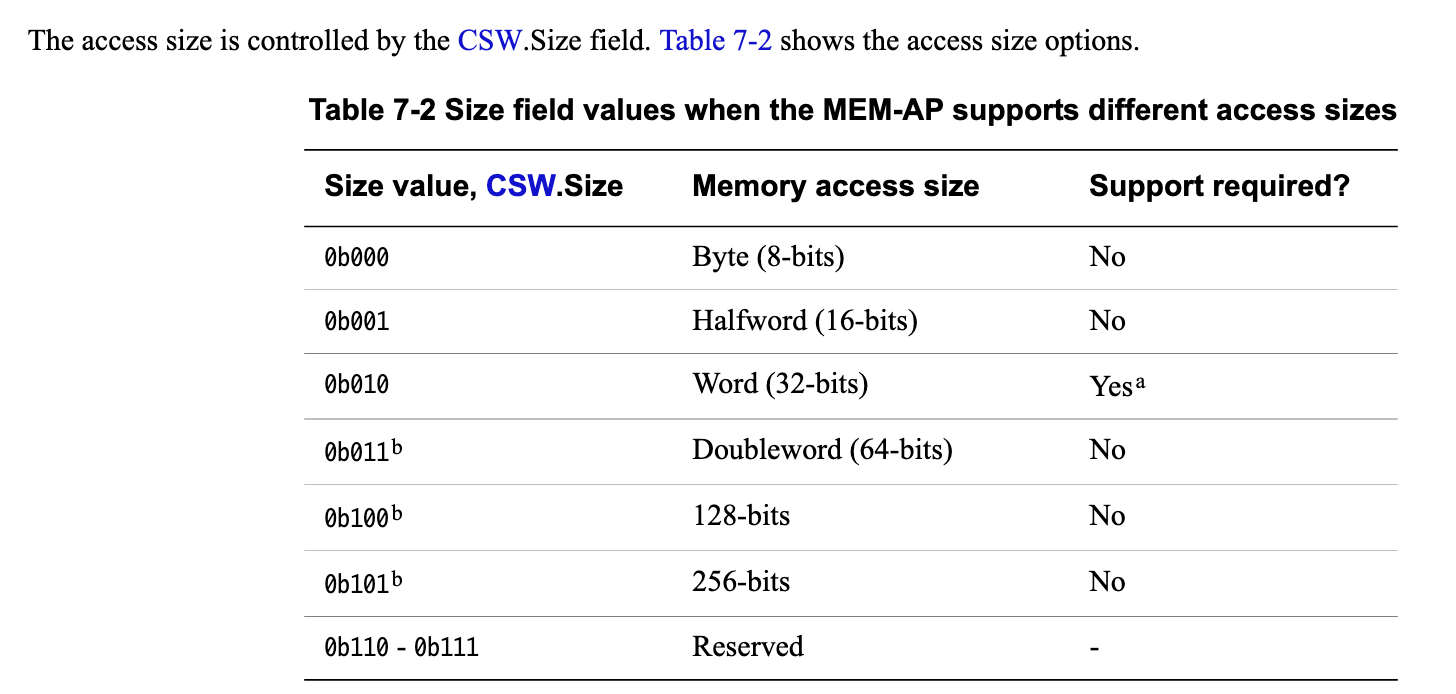 The access size is controlled by the CSW.Size field. Table 7-2 shows the access size options.
Table 7-2 Size field values when the MEM-AP supports different access sizes
Size value, CSW.Size Memory access size Support required?
0b000 Byte (8-bits) No
0b001 Halfword (16-bits) No
0b010 Word (32-bits) Yes a
0b011 b Doubleword (64-bits) No
0b100 b 128-bits No
0b101 b 256-bits No
0b110 - 0b111 Reserved -